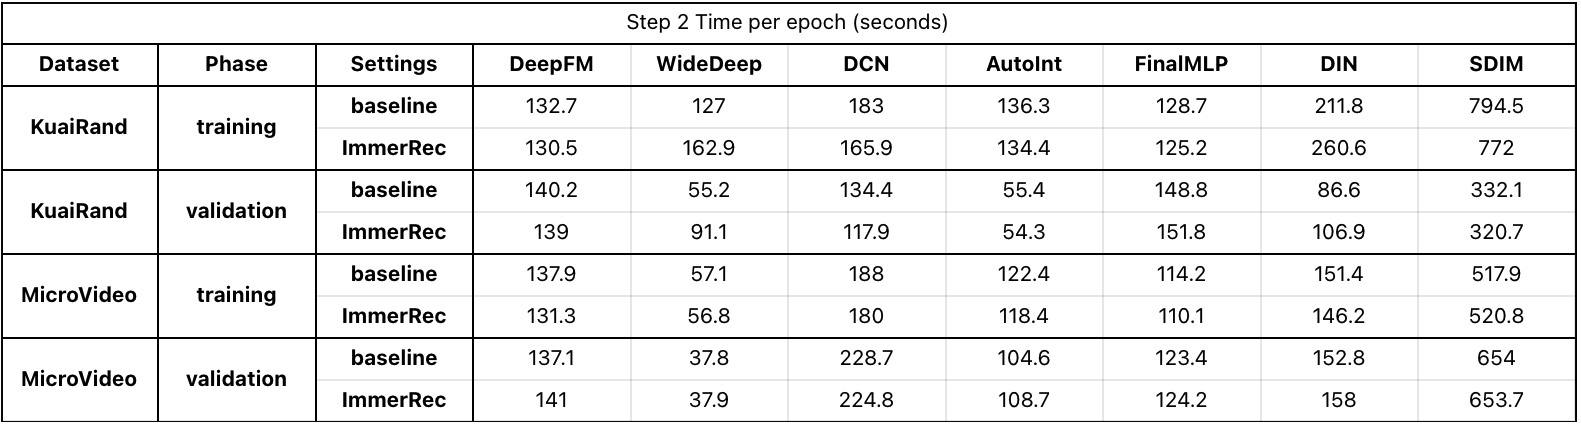 Step 2 Time per epoch (seconds)
Dataset Phase Settings DeepFM WideDeep DCN AutoInt FinalMLP DIN SDIM
KuaiRand training baseline 132.7 127 183 136.3 128.7 211.8 794.5
ImmerRec 130.5 162.9 165.9 134.4 125.2 260.6 772
KuaiRand validation baseline 140.2 55.2 134.4 55.4 148.8 86.6 332.1
ImmerRec 139 91.1 117.9 54.3 151.8 106.9 320.7
MicroVideo training baseline 137.9 57.1 188 122.4 114.2 151.4 517.9
ImmerRec 131.3 56.8 180 118.4 110.1 146.2 520.8
MicroVideo validation baseline 137.1 37.8 228.7 104.6 123.4 152.8 654
ImmerRec 141 37.9 224.8 108.7 124.2 158 653.7